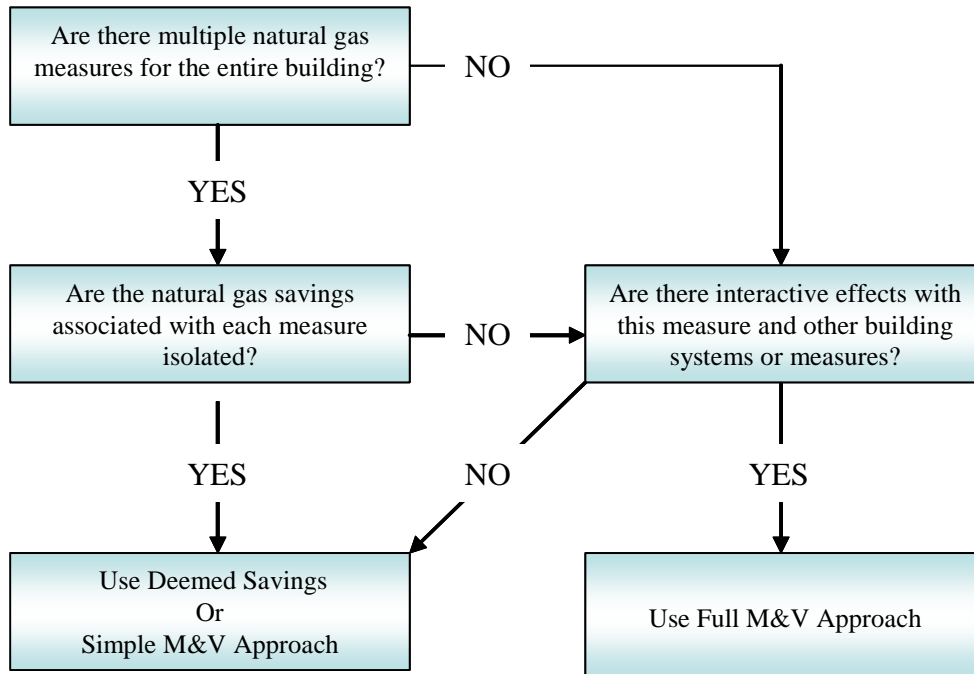 Are there multiple natural gas
measures for the entire building?
NO
YES
Are the natural gas savings
associated with each measure
isolated?
NO
Are there interactive effects with
this measure and other building
systems or measures?
YES
NO
YES
Use Deemed Savings
Or
Simple M&V Approach
Use Full M&V Approach